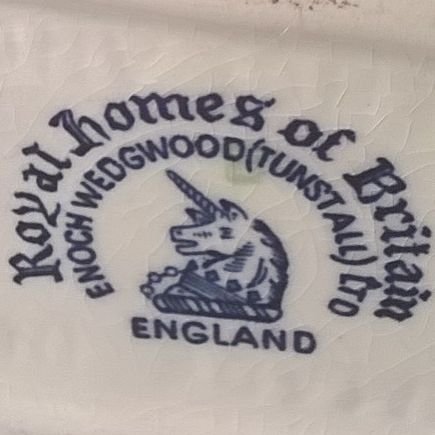 Royal Homes of Britain
ENOCH WEDGWOOD (TUNSTALL) LTD
ENGLAND